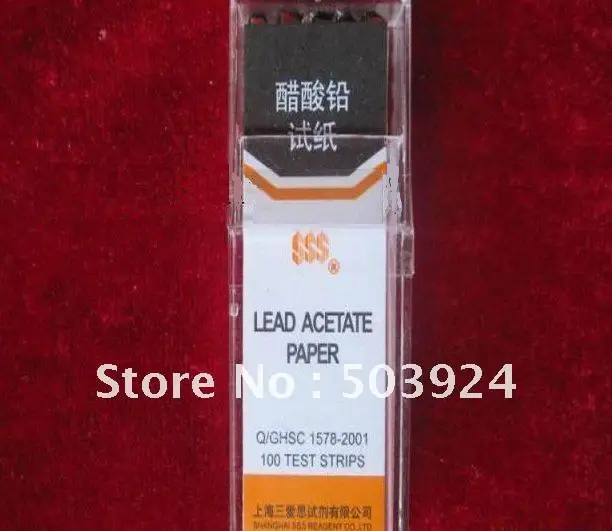 醋酸铅
试纸
SSS
®
LEAD ACETATE
PAPER
Store No : 503924
Q/GHSC 1578-2001
100 TEST STRIPS
上海三爱思试剂有限公司
SHANGHAI SSS REAGENT CO.,LTD